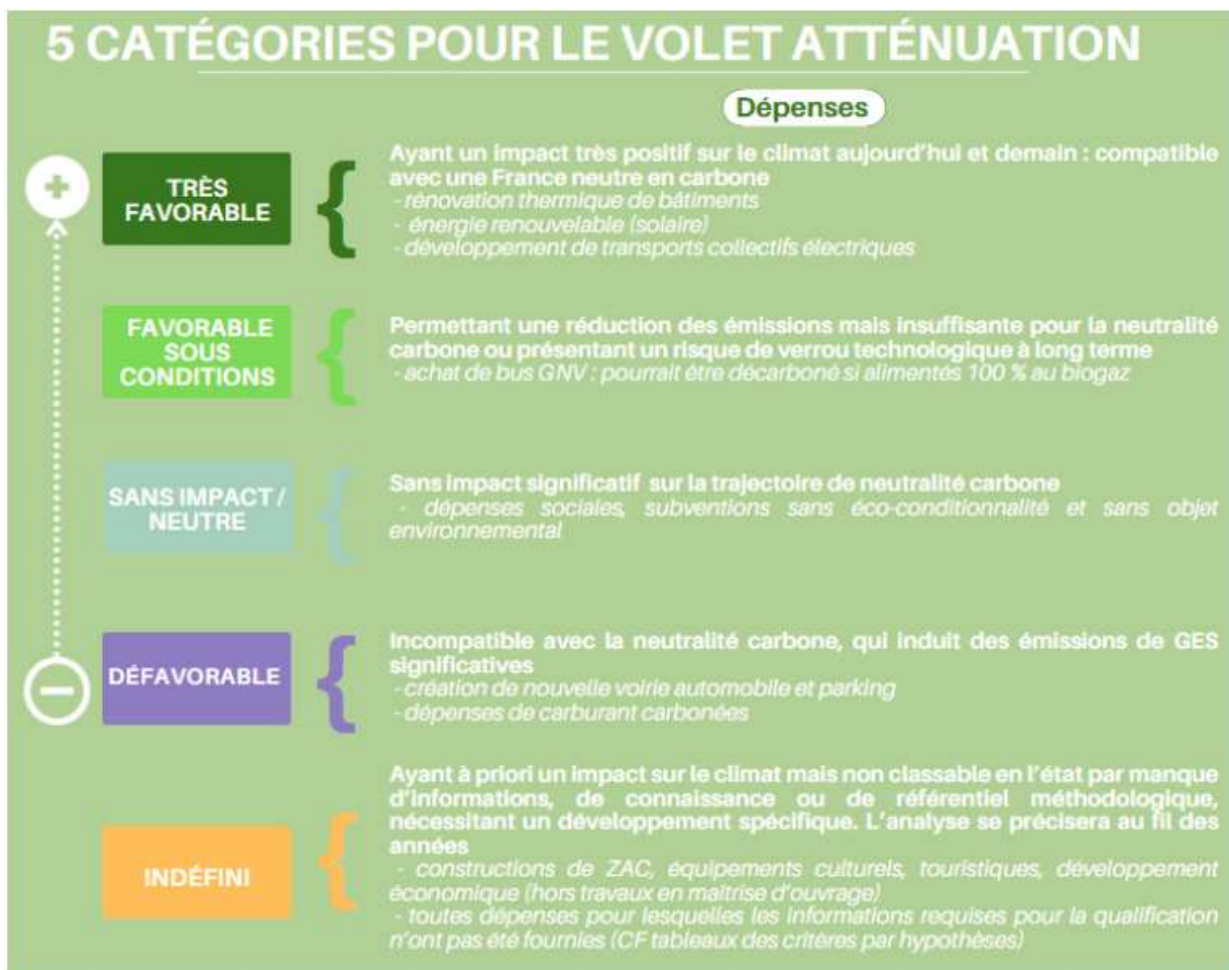 5 CATÉGORIES POUR LE VOLET ATTÉNUATION
Dépenses
+
TRÈS
FAVORABLE
Ayant un impact très positif sur le climat aujourd'hui et demain : compatible
avec une France neutre en carbone
- rénovation thermique de bâtiments
- énergie renouvelable (solaire)
- développement de transports collectifs électriques
FAVORABLE
SOUS
CONDITIONS
Permettant une réduction des émissions mais insuffisante pour la neutralité
carbone ou présentant un risque de verrou technologique à long terme
- achat de bus GNV : pourrait être décarboné si alimentés 100 % au biogaz
SANS IMPACT /
NEUTRE
Sans impact significatif sur la trajectoire de neutralité carbone
- dépenses sociales, subventions sans éco-conditionnalité et sans objet
environnemental
−
DÉFAVORABLE
Incompatible avec la neutralité carbone, qui induit des émissions de GES
significatives
- création de nouvelle voirie automobile et parking
- dépenses de carburant carbonées
INDÉFINI
Ayant à priori un impact sur le climat mais non classable en l'état par manque
d'informations, de connaissance ou de référentiel méthodologique,
nécessitant un développement spécifique. L'analyse se précisera au fil des
années
- constructions de ZAC, équipements culturels, touristiques, développement
économique (hors travaux en maîtrise d'ouvrage)
- toutes dépenses pour lesquelles les informations requises pour la qualification
n'ont pas été fournies (CF tableaux des critères par hypothèses)